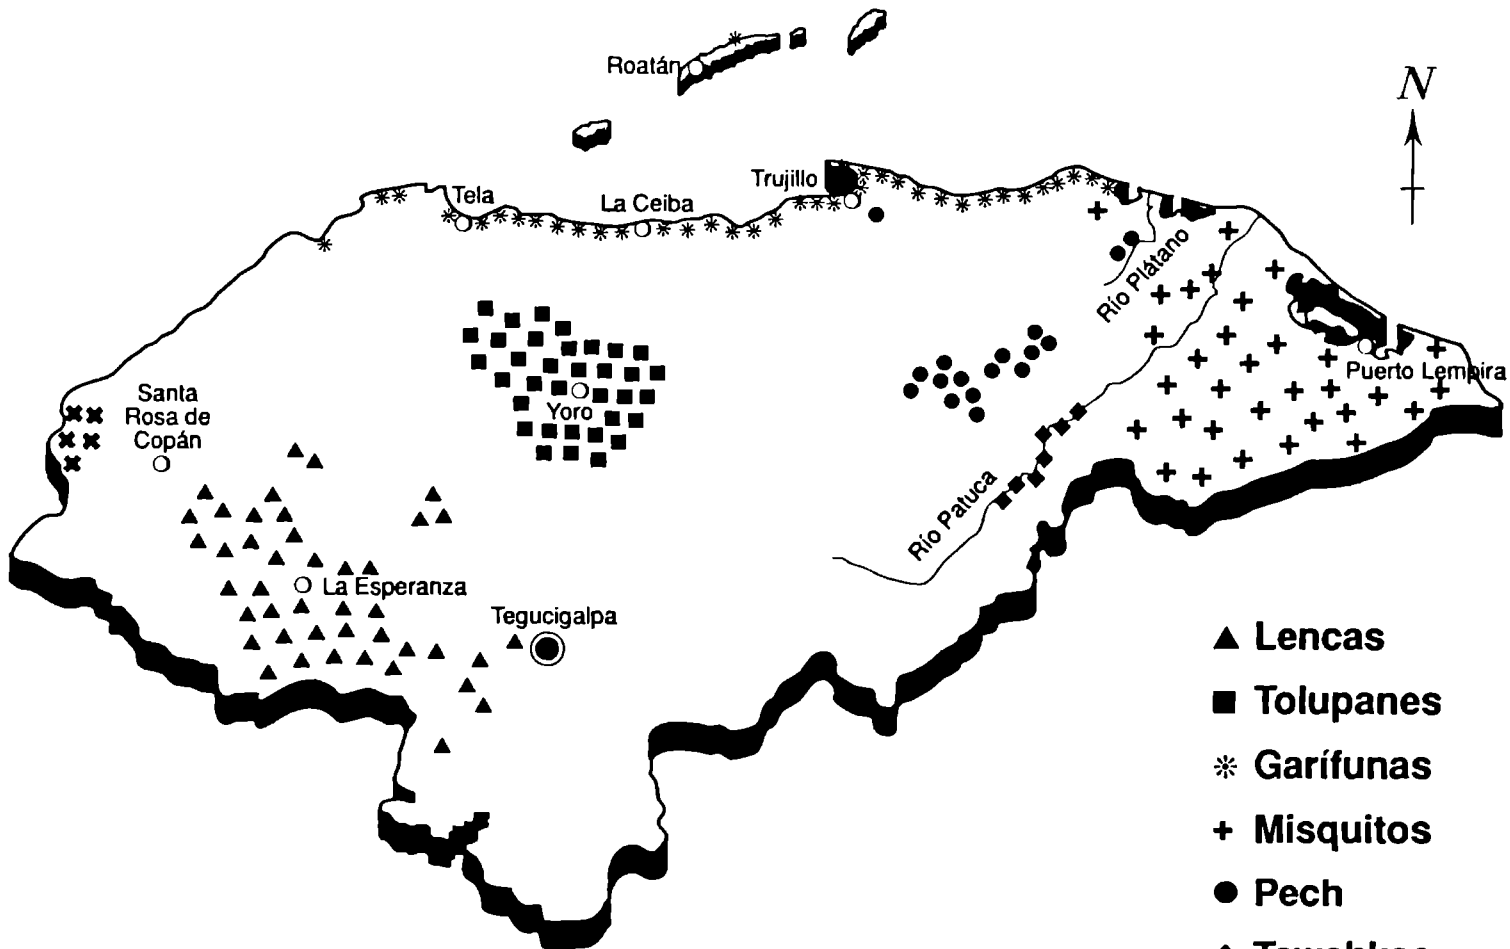 Roatán
N
Trujillo
Tela
La Ceiba
Río Plátano
Puerto Lempira
Santa
Rosa de
Copán
Yoro
Río Patuca
La Esperanza
Tegucigalpa
Lencas
Tolupanes
Garífunas
Misquitos
Pech